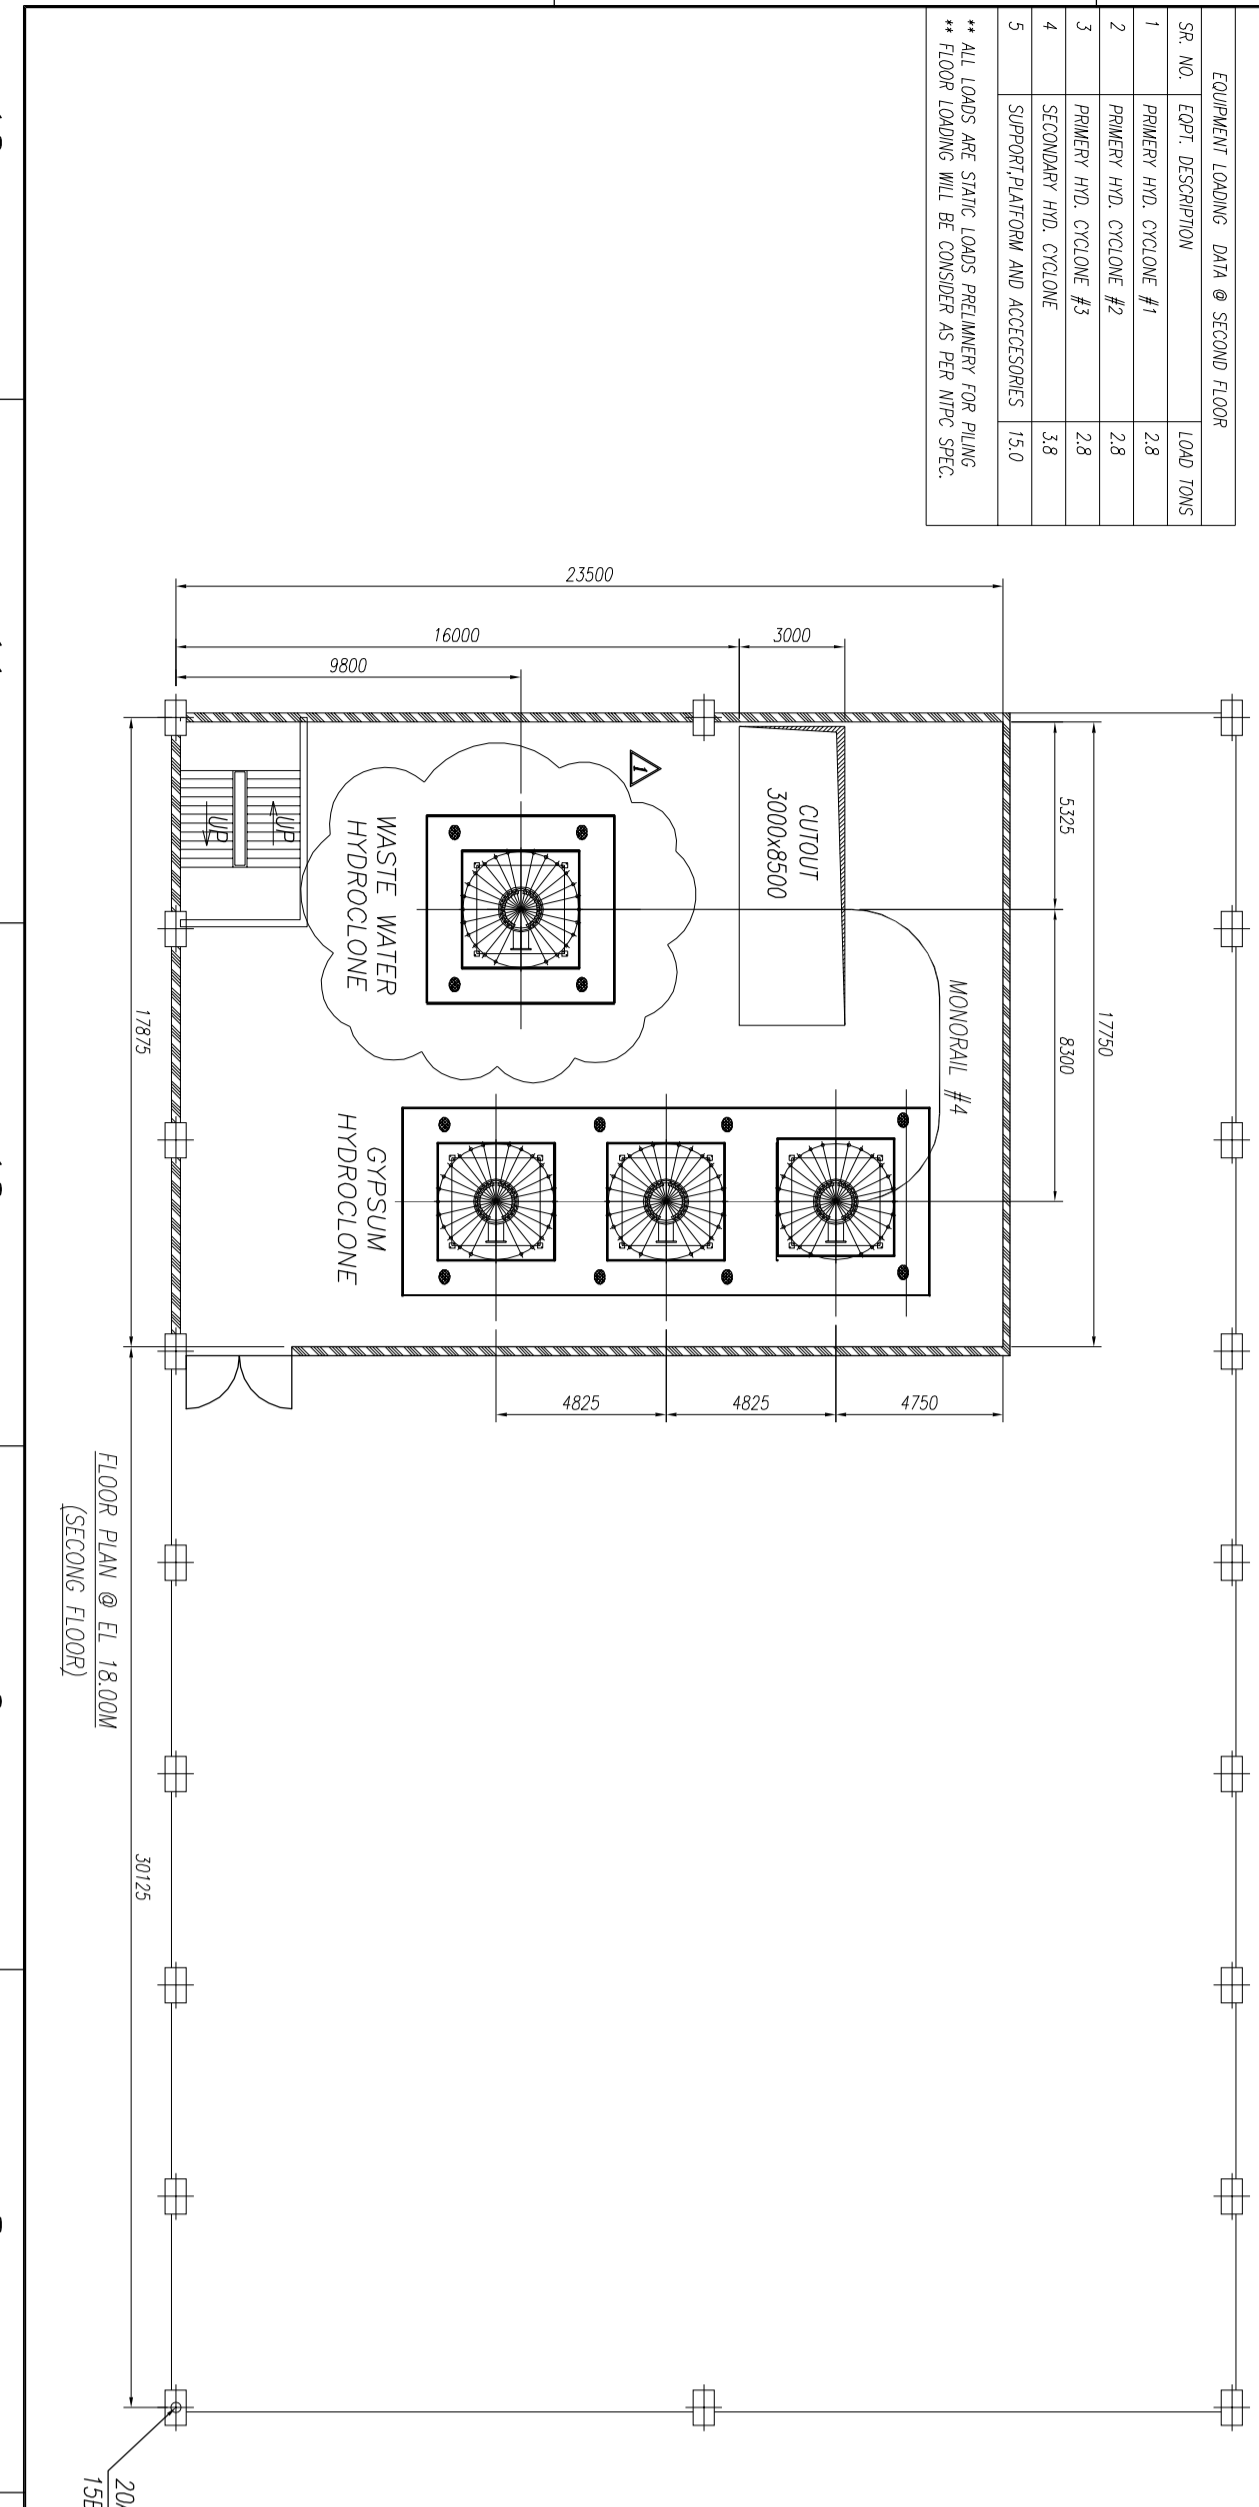 EQUIPMENT LOADING DATA @ SECOND FLOOR
SR. NO. EQPT. DESCRIPTION LOAD TONS
1 PRIMERY HYD. CYCLONE #1 2.8
2 PRIMERY HYD. CYCLONE #2 2.8
3 PRIMERY HYD. CYCLONE #3 2.8
4 SECONDARY HYD. CYCLONE 3.8
5 SUPPORT,PLATFORM AND ACCECESORIES 15.0
** ALL LOADS ARE STATIC LOADS PRELIMNERY FOR PILING
** FLOOR LOADING WILL BE CONSIDER AS PER NTPC SPEC.
17750
5325
8300
MONORAIL #4
23500
16000
3000
9800
CUTOUT
3000x8500
1
WASTE WATER
HYDROCLONE
GYPSUM
HYDROCLONE
UP
UP
4825
4825
4750
17875
30125
FLOOR PLAN @ EL 18.00M
(SECONG FLOOR)